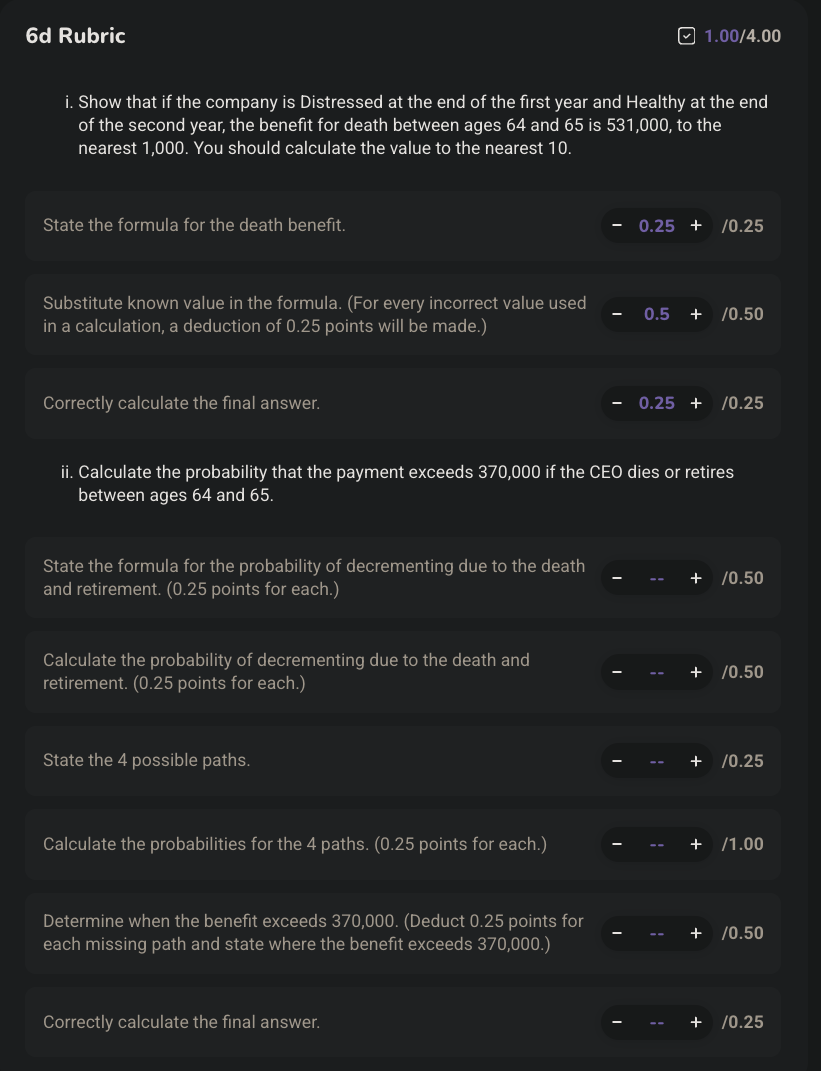 6d Rubric
1.00/4.00
i. Show that if the company is Distressed at the end of the first year and Healthy at the end
of the second year, the benefit for death between ages 64 and 65 is 531,000, to the
nearest 1,000. You should calculate the value to the nearest 10.
State the formula for the death benefit.
− 0.25 + /0.25
Substitute known value in the formula. (For every incorrect value used
in a calculation, a deduction of 0.25 points will be made.)
− 0.5 + /0.50
Correctly calculate the final answer.
− 0.25 + /0.25
ii. Calculate the probability that the payment exceeds 370,000 if the CEO dies or retires
between ages 64 and 65.
State the formula for the probability of decrementing due to the death
and retirement. (0.25 points for each.)
− -- + /0.50
Calculate the probability of decrementing due to the death and
retirement. (0.25 points for each.)
− -- + /0.50
State the 4 possible paths.
− -- + /0.25
Calculate the probabilities for the 4 paths. (0.25 points for each.)
− -- + /1.00
Determine when the benefit exceeds 370,000. (Deduct 0.25 points for
each missing path and state where the benefit exceeds 370,000.)
− -- + /0.50
Correctly calculate the final answer.
− -- + /0.25